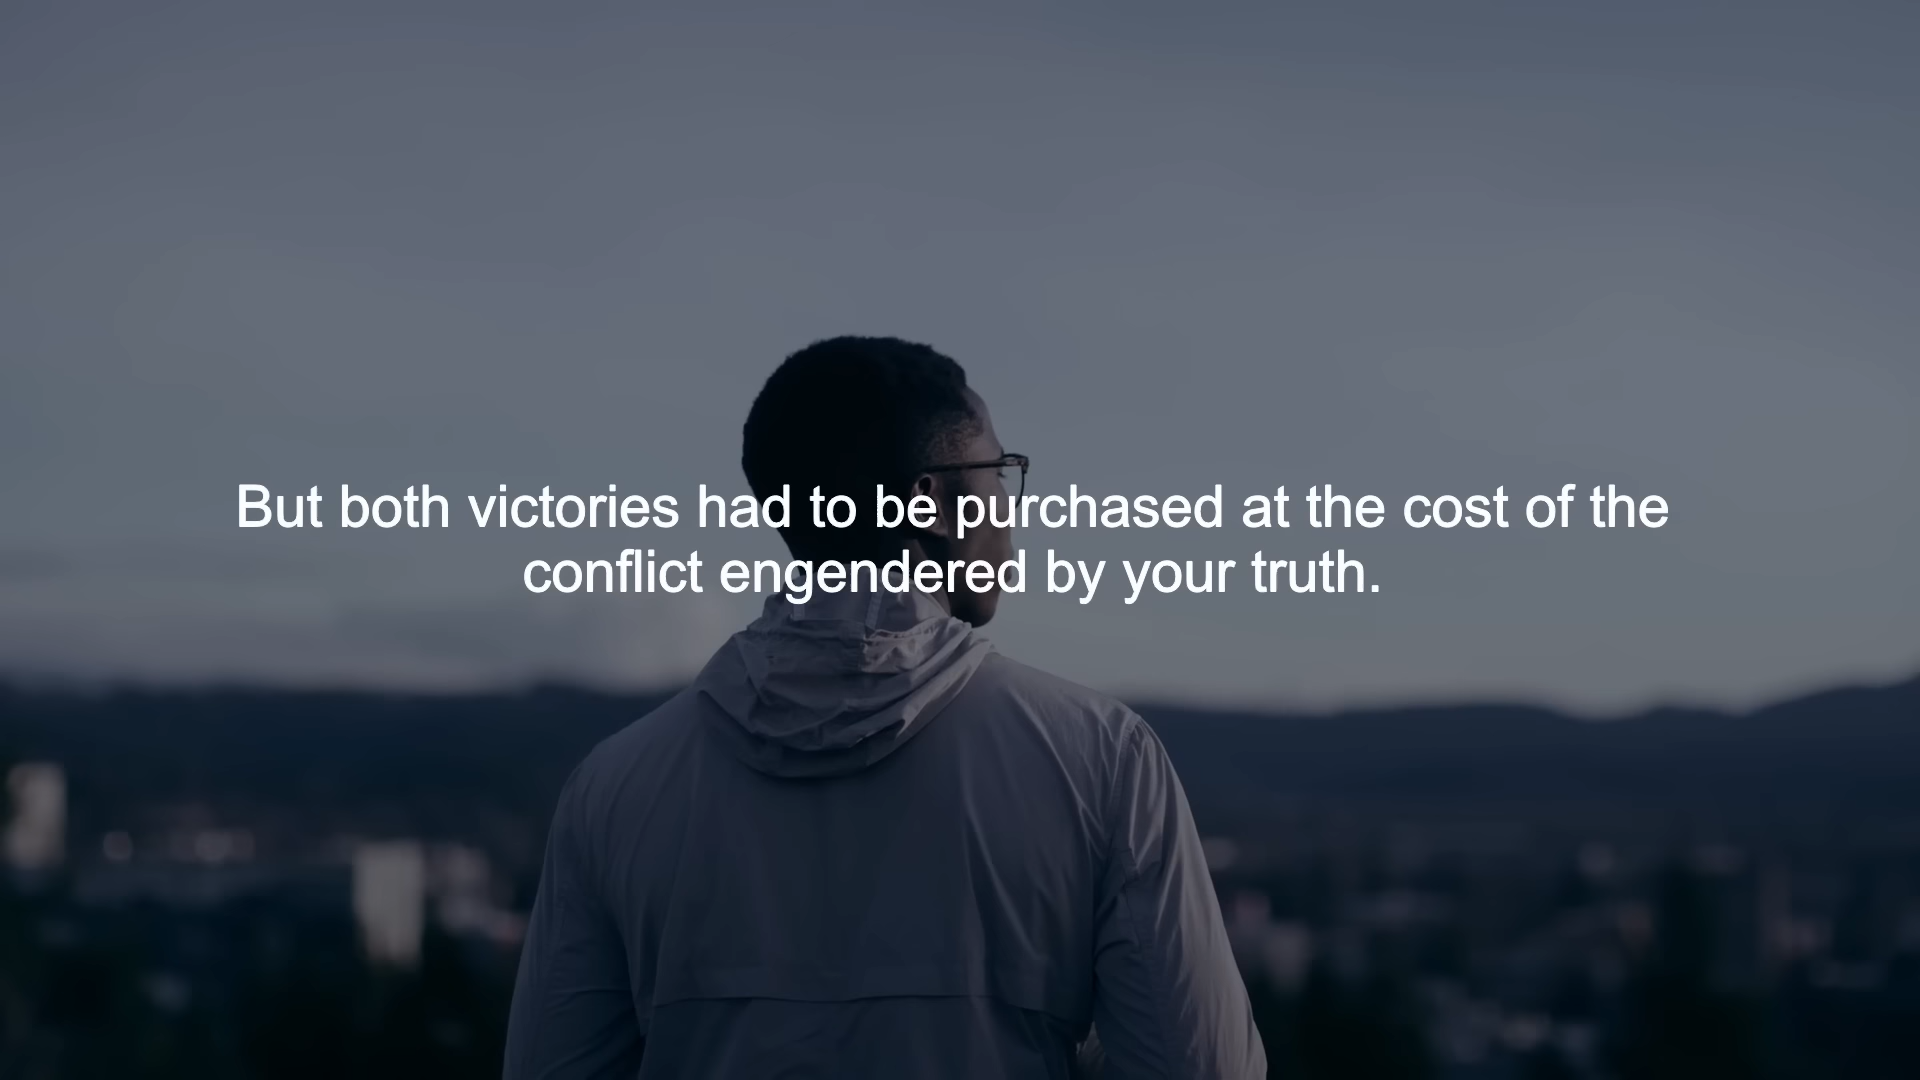 But both victories had to be purchased at the cost of the
conflict engendered by your truth.